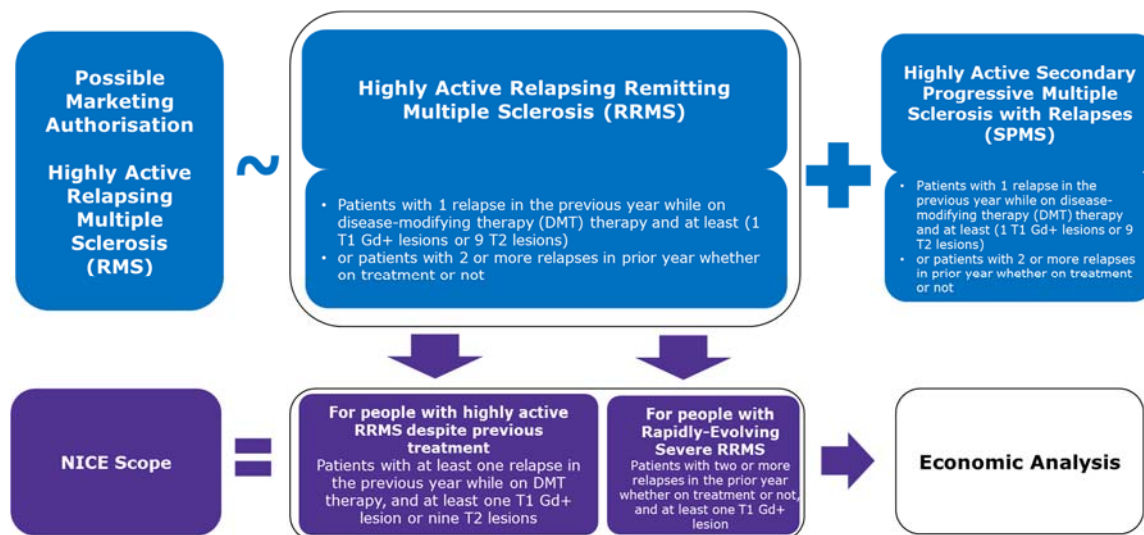 Possible
Marketing
Authorisation
Highly Active
Relapsing
Multiple
Sclerosis
(RMS)
~
Highly Active Relapsing Remitting
Multiple Sclerosis (RRMS)
• Patients with 1 relapse in the previous year while on
disease-modifying therapy (DMT) therapy and at least (1
T1 Gd+ lesions or 9 T2 lesions)
• or patients with 2 or more relapses in prior year whether
on treatment or not
+
Highly Active Secondary
Progressive Multiple
Sclerosis with Relapses
(SPMS)
• Patients with 1 relapse in the
previous year while on disease-
modifying therapy (DMT) therapy
and at least (1 T1 Gd+ lesions or 9
T2 lesions)
• or patients with 2 or more relapses
in prior year whether on treatment
or not
NICE Scope
=
For people with highly active
RRMS despite previous
treatment
Patients with at least one relapse in
the previous year while on DMT
therapy, and at least one T1 Gd+
lesion or nine T2 lesions
For people with
Rapidly-Evolving
Severe RRMS
Patients with two or more
relapses in the prior year
whether on treatment or not,
and at least one T1 Gd+
lesion
Economic Analysis